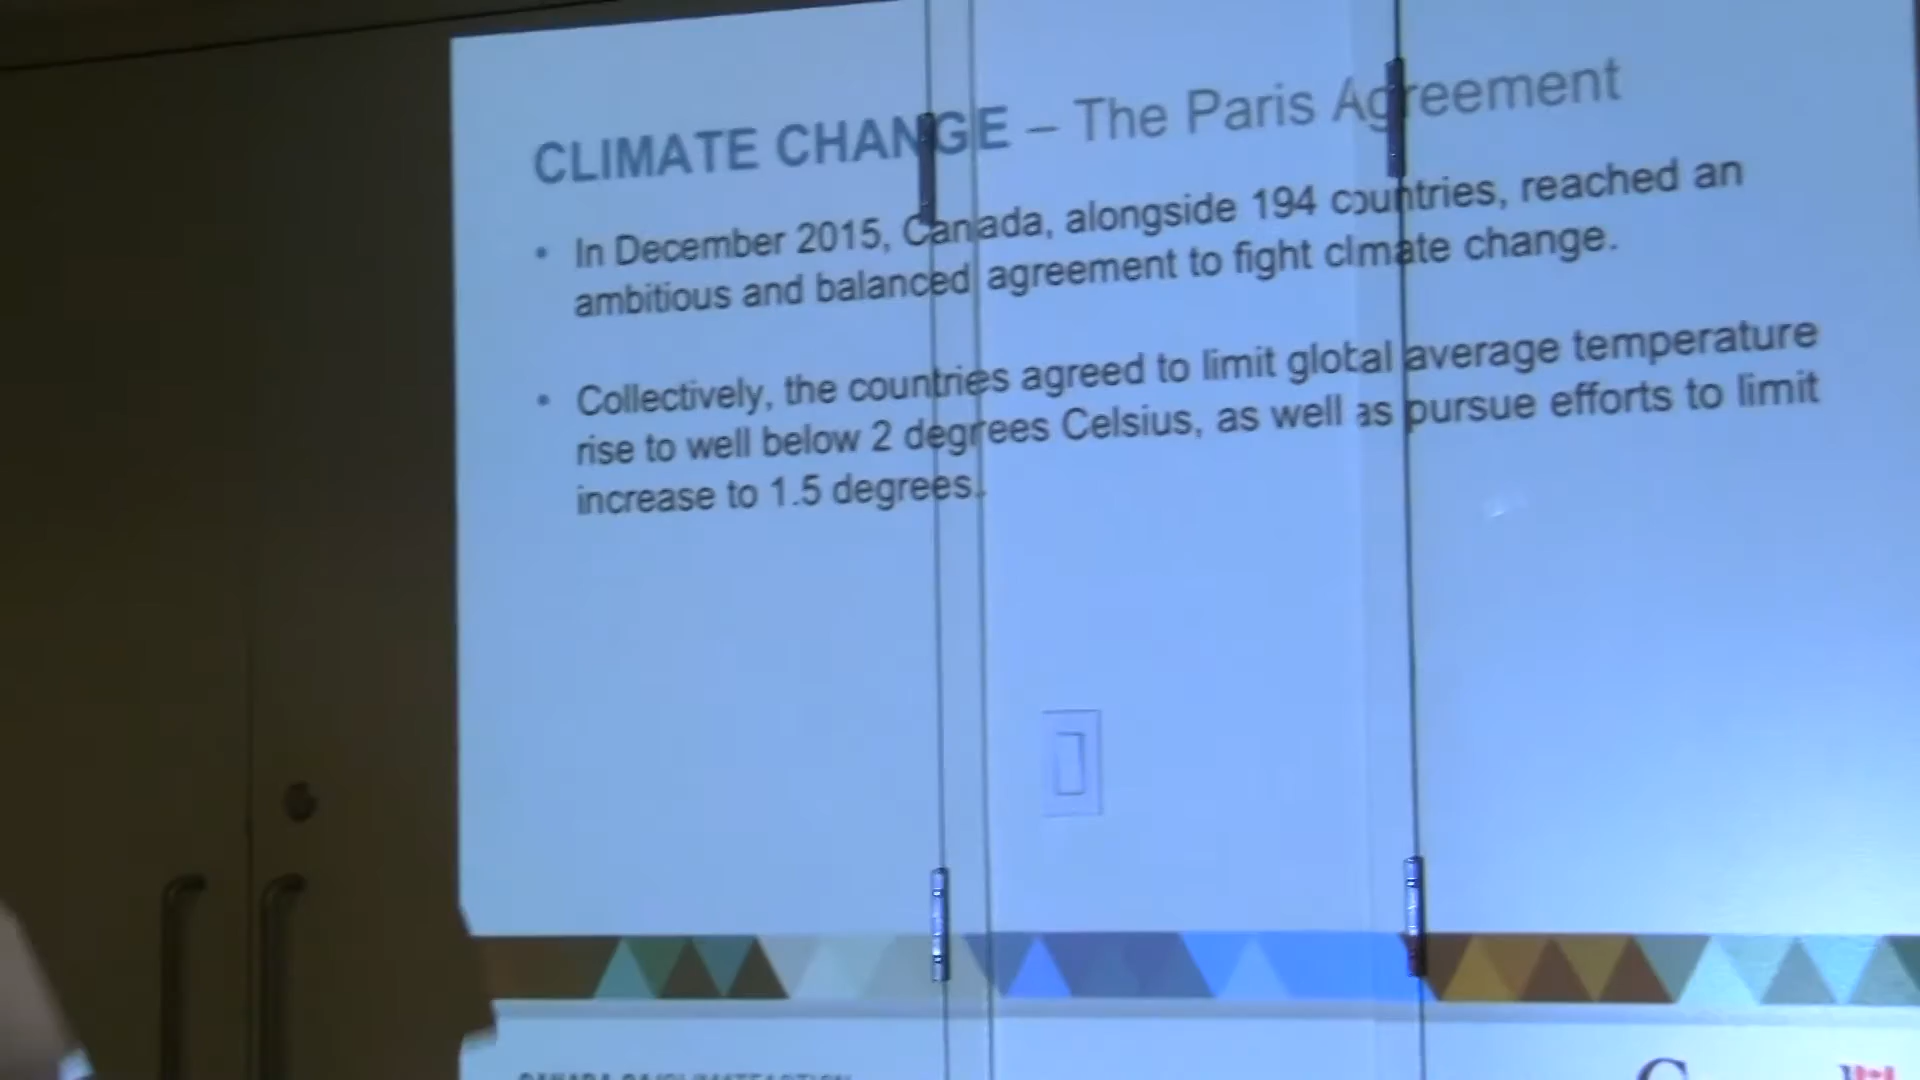 CLIMATE CHANGE – The Paris Agreement
• In December 2015, Canada, alongside 194 countries, reached an
ambitious and balanced agreement to fight climate change.
• Collectively, the countries agreed to limit global average temperature
rise to well below 2 degrees Celsius, as well as pursue efforts to limit
increase to 1.5 degrees.